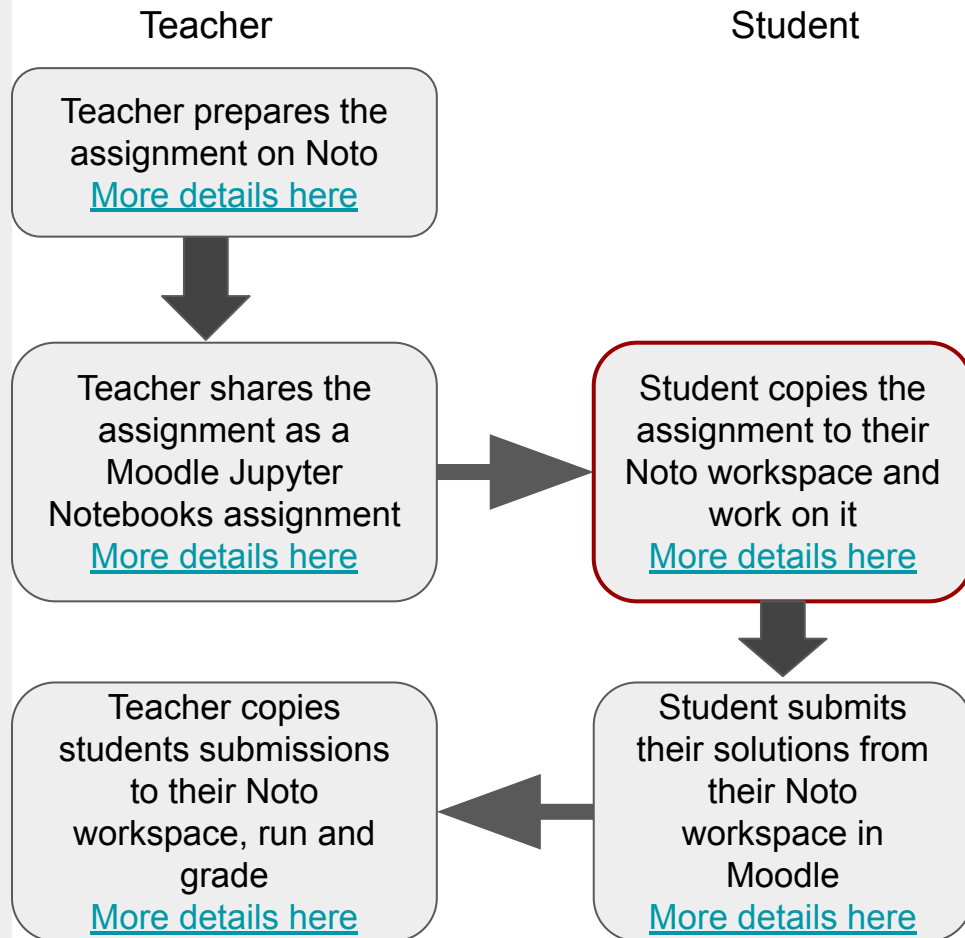 Teacher
Student
Teacher prepares the
assignment on Noto
More details here
Teacher shares the
assignment as a
Moodle Jupyter
Notebooks assignment
More details here
Student copies the
assignment to their
Noto workspace and
work on it
More details here
Student submits
their solutions from
their Noto
workspace in
Moodle
More details here
Teacher copies
students submissions
to their Noto
workspace, run and
grade
More details here